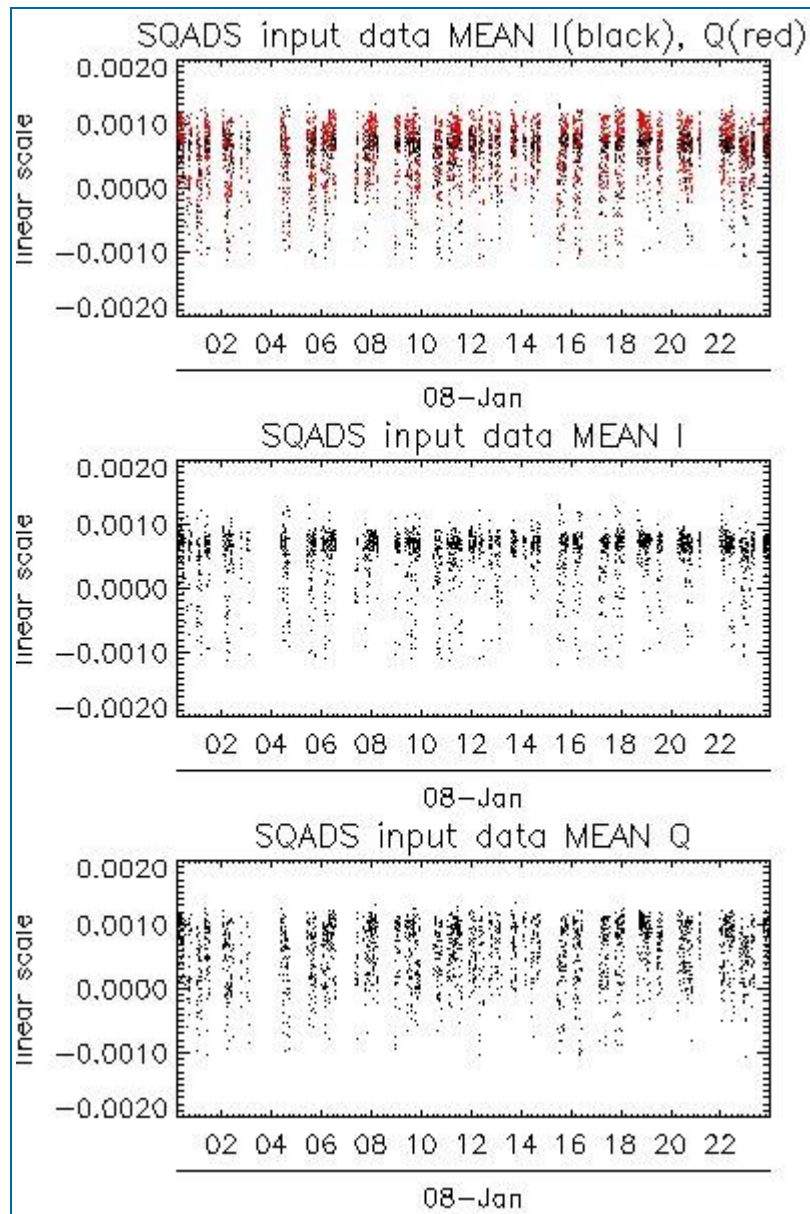 SQADS input data MEAN I(black), Q(red)
0.0020
0.0010
0.0000
−0.0010
−0.0020
linear scale
02 04 06 08 10 12 14 16 18 20 22
08−Jan
SQADS input data MEAN I
0.0020
0.0010
0.0000
−0.0010
−0.0020
linear scale
02 04 06 08 10 12 14 16 18 20 22
08−Jan
SQADS input data MEAN Q
0.0020
0.0010
0.0000
−0.0010
−0.0020
linear scale
02 04 06 08 10 12 14 16 18 20 22
08−Jan